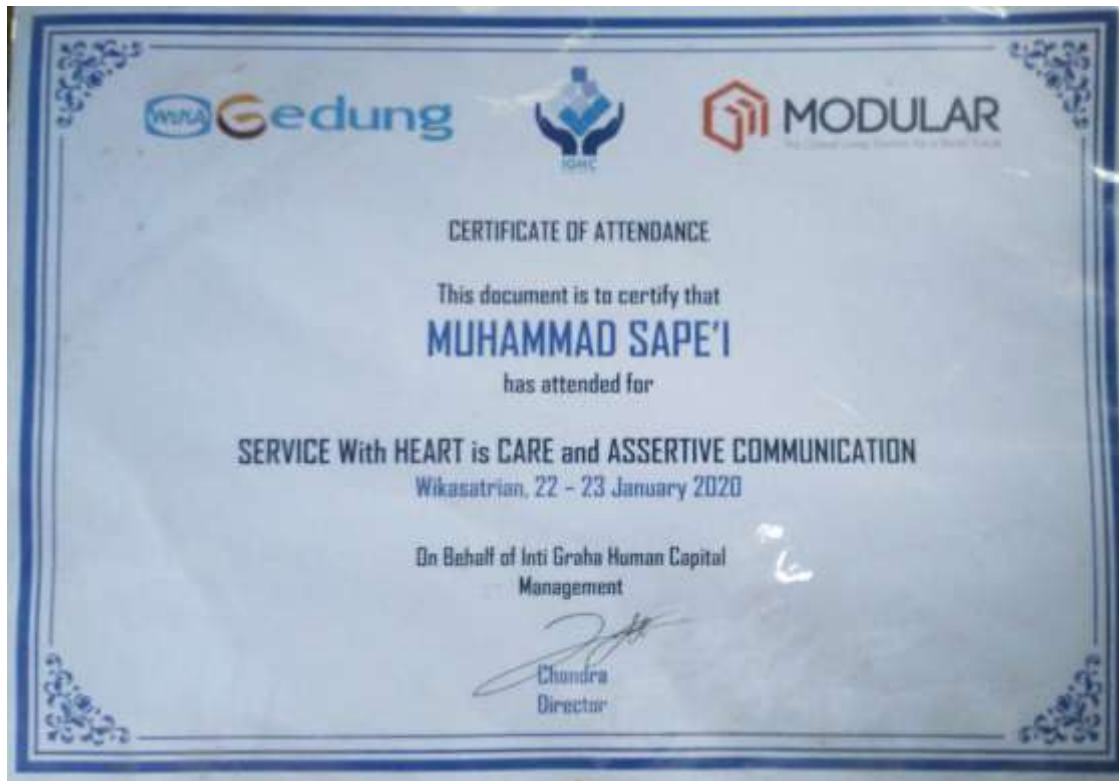 WIKA Gedung
IGHC
MODULAR
CERTIFICATE OF ATTENDANCE
This document is to certify that
MUHAMMAD SAPE'I
has attended for
SERVICE With HEART is CARE and ASSERTIVE COMMUNICATION
Wikasatrian, 22 – 23 January 2020
On Behalf of Inti Graha Human Capital
Management
Chandra
Director